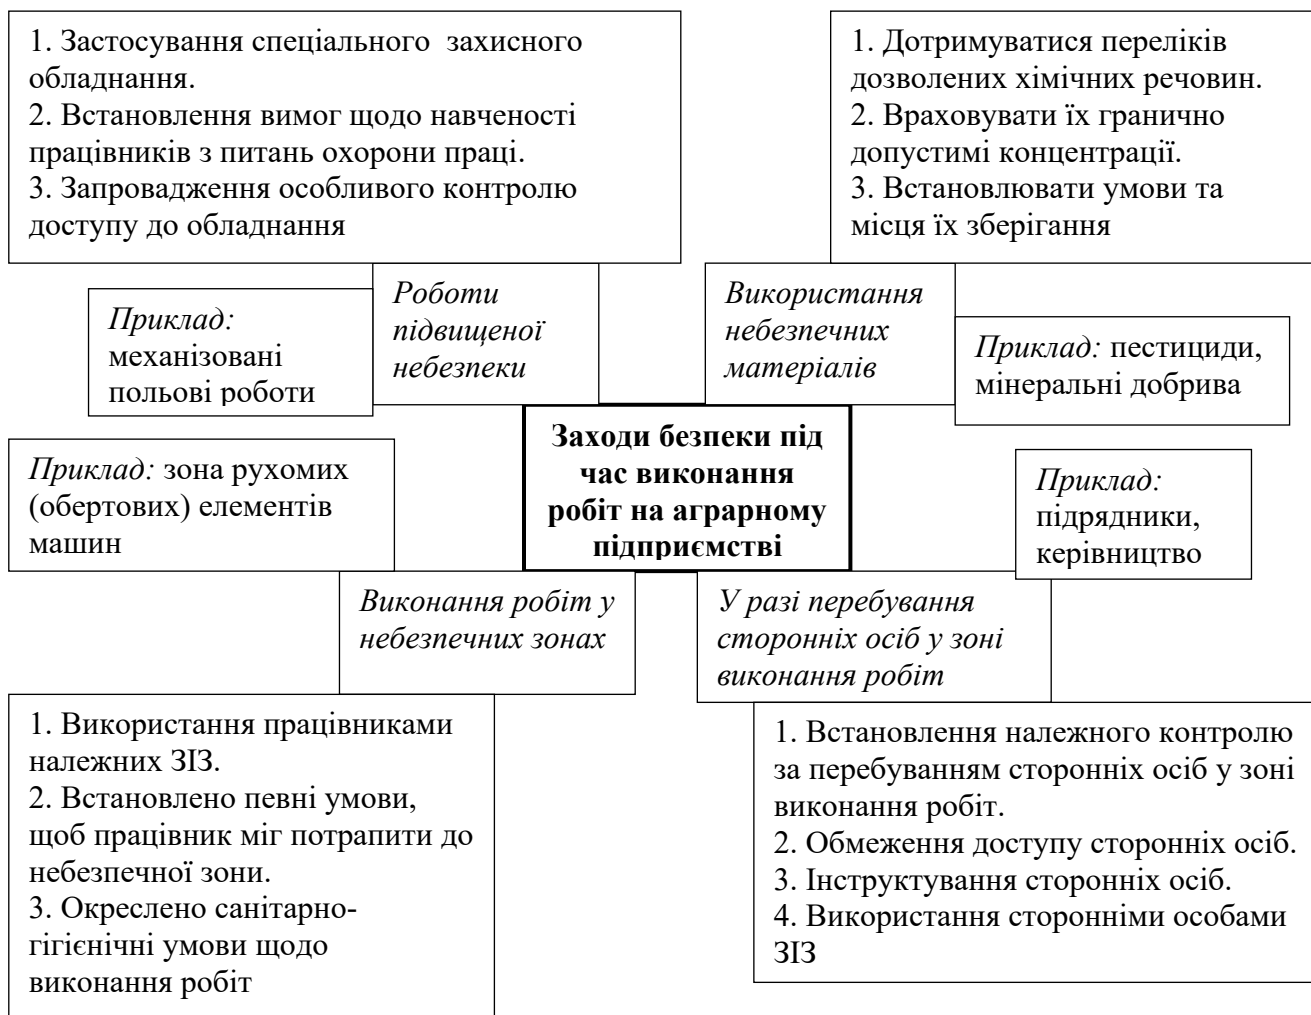 1. Застосування спеціального захисного
обладнання.
2. Встановлення вимог щодо навченості
працівників з питань охорони праці.
3. Запровадження особливого контролю
доступу до обладнання
1. Дотримуватися переліків
дозволених хімічних речовин.
2. Враховувати їх гранично
допустимі концентрації.
3. Встановлювати умови та
місця їх зберігання
Приклад:
механізовані
польові роботи
Роботи
підвищеної
небезпеки
Використання
небезпечних
матеріалів
Приклад: пестициди,
мінеральні добрива
Приклад: зона рухомих
(обертових) елементів
машин
Заходи безпеки під
час виконання
робіт на аграрному
підприємстві
Приклад:
підрядники,
керівництво
Виконання робіт у
небезпечних зонах
У разі перебування
сторонніх осіб у зоні
виконання робіт
1. Використання працівниками
належних ЗІЗ.
2. Встановлено певні умови,
щоб працівник міг потрапити до
небезпечної зони.
3. Окреслено санітарно-
гігієнічні умови щодо
виконання робіт
1. Встановлення належного контролю
за перебуванням сторонніх осіб у зоні
виконання робіт.
2. Обмеження доступу сторонніх осіб.
3. Інструктування сторонніх осіб.
4. Використання сторонніми особами
ЗІЗ